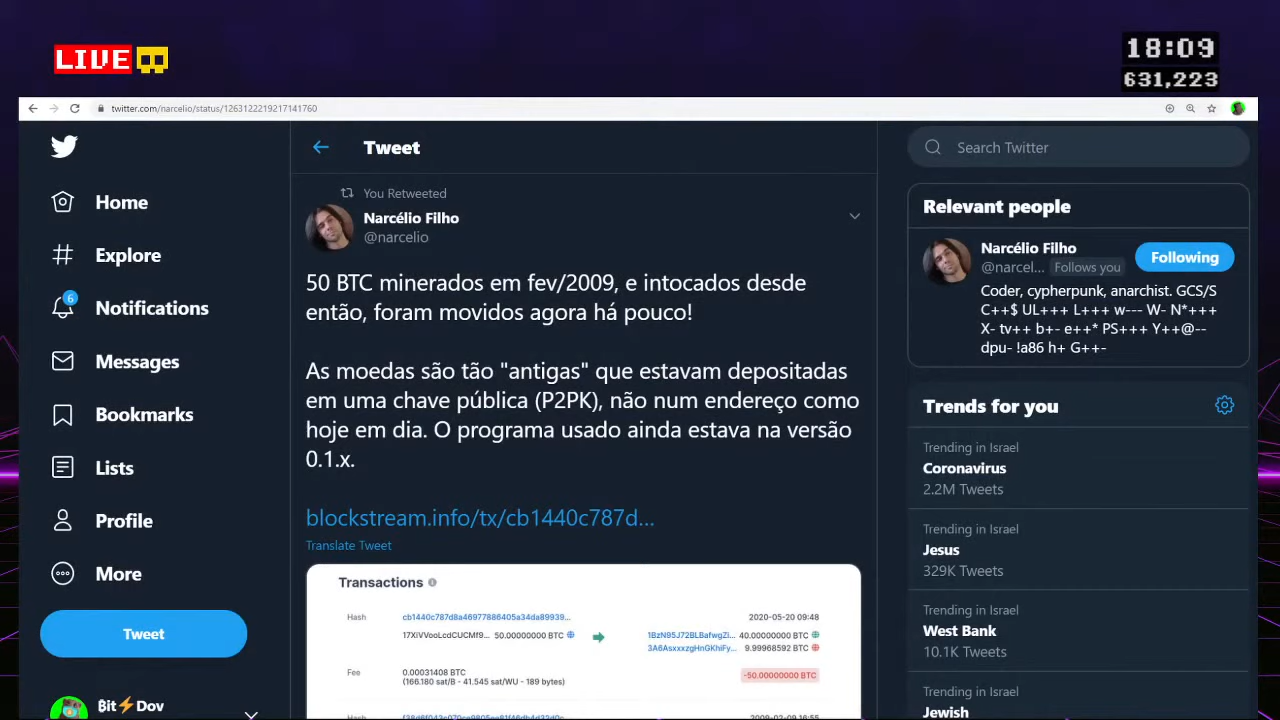 LIVE
18:09
631,223
twitter.com/narcelio/status/1263122219217141760
Home
Explore
6
Notifications
Messages
Bookmarks
Lists
Profile
More
Tweet
₿it⚡Dov
Tweet
You Retweeted
Narcélio Filho
@narcelio
50 BTC minerados em fev/2009, e intocados desde
então, foram movidos agora há pouco!
As moedas são tão "antigas" que estavam depositadas
em uma chave pública (P2PK), não num endereço como
hoje em dia. O programa usado ainda estava na versão
0.1.x.
blockstream.info/tx/cb1440c787d...
Translate Tweet
Transactions
Hash cb1440c787d8a46977886405a34da89939... 2020-05-20 09:48
17XiVVooLcdCUCMf9... 50.00000000 BTC 1BzN95J72BLBafwgZi... 40.00000000 BTC
3A6AsxxxzgHnGKhiFy... 9.99968592 BTC
Fee 0.00031408 BTC -50.00000000 BTC
(166.180 sat/B - 41.545 sat/WU - 189 bytes)
Search Twitter
Relevant people
Narcélio Filho
@narcel... Follows you
Following
Coder, cypherpunk, anarchist. GCS/S
C++$ UL+++ L+++ w--- W- N*+++
X- tv++ b+- e++* PS+++ Y++@--
dpu- !a86 h+ G++-
Trends for you
Trending in Israel
Coronavirus
2.2M Tweets
Trending in Israel
Jesus
329K Tweets
Trending in Israel
West Bank
10.1K Tweets
Trending in Israel
Jewish